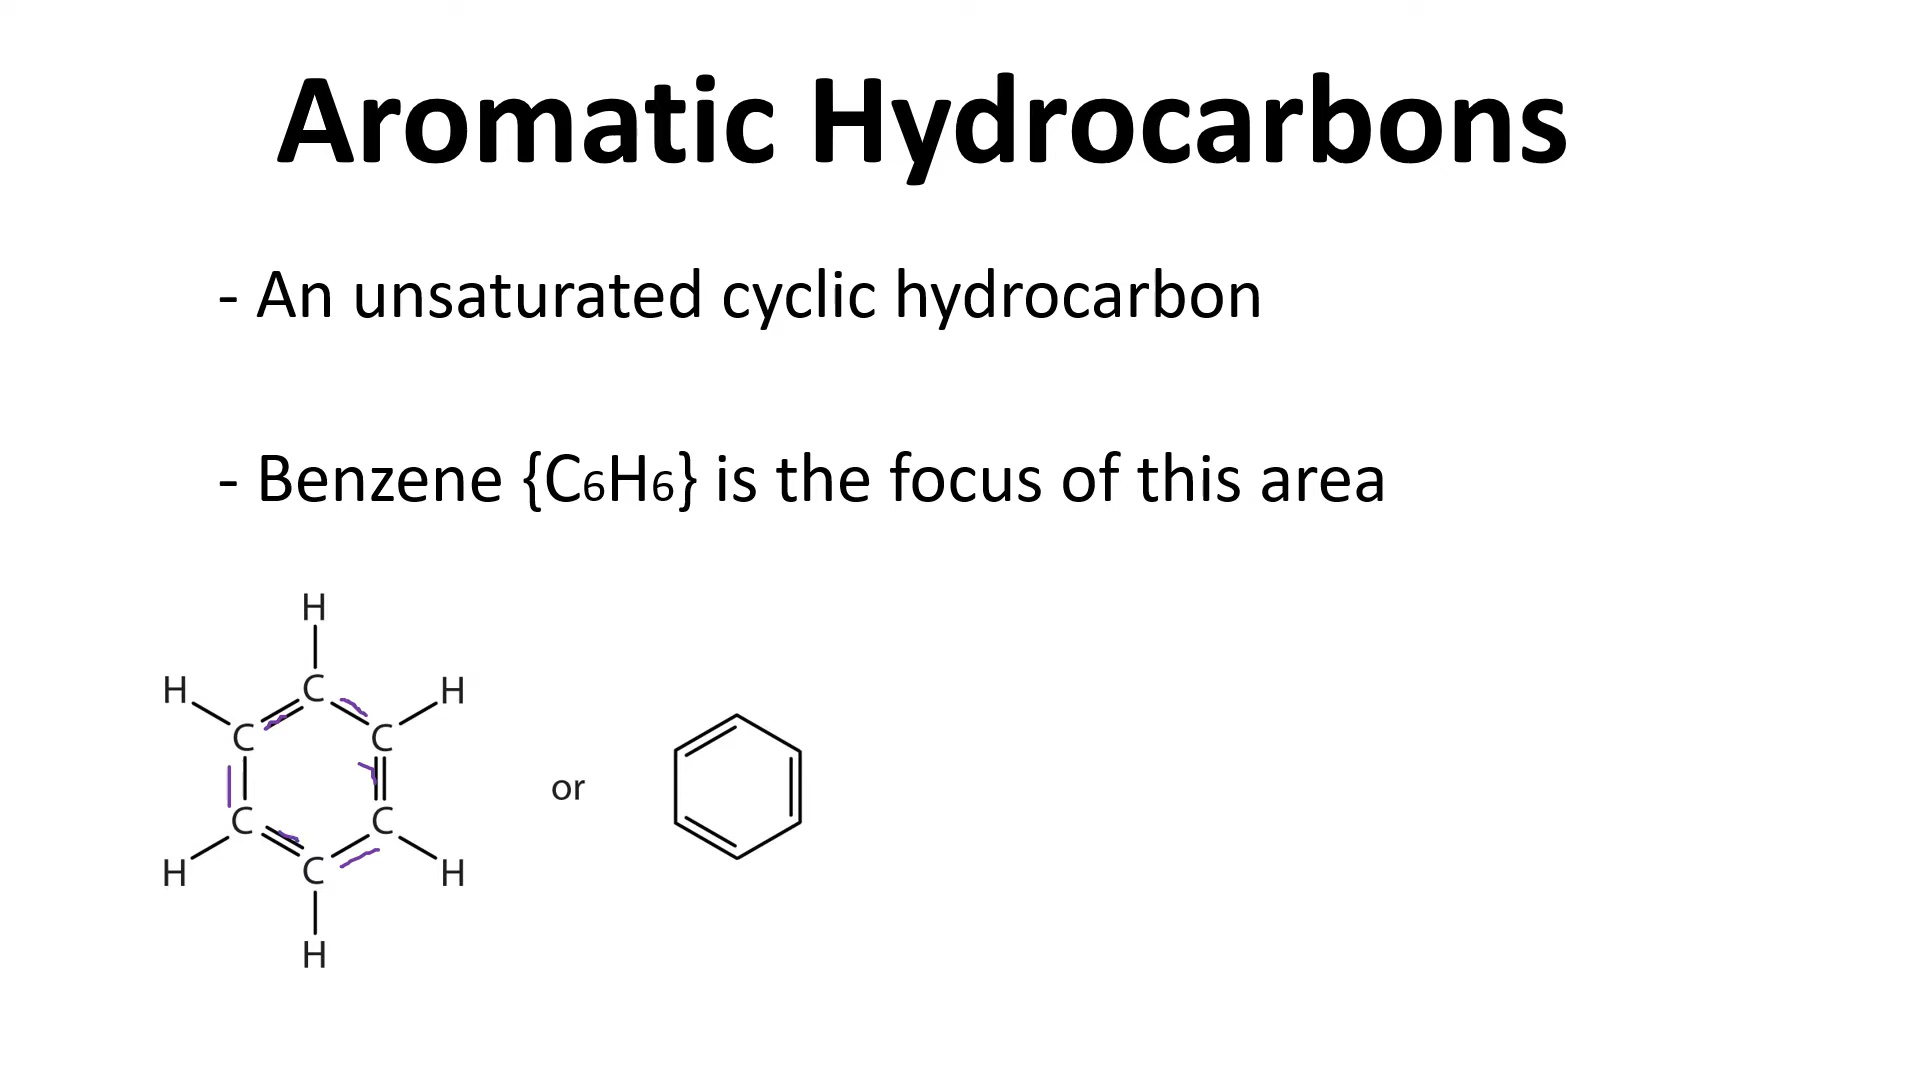 Aromatic Hydrocarbons
- An unsaturated cyclic hydrocarbon
- Benzene {C6H6} is the focus of this area
H
H C H
C C
or
C C
H C H
H